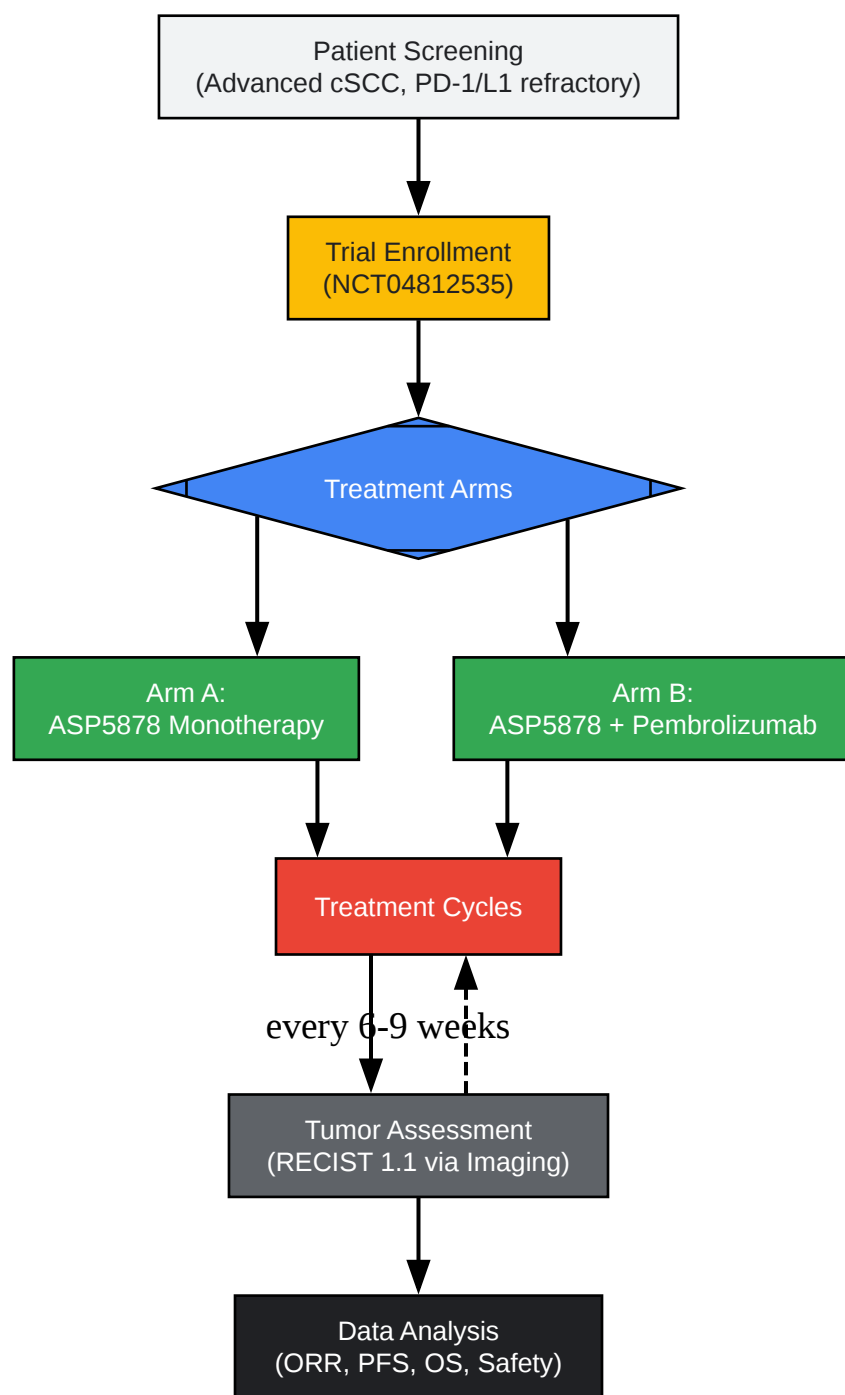 Patient Screening
(Advanced cSCC, PD-1/L1 refractory)
Trial Enrollment
(NCT04812535)
Treatment Arms
Arm A:
ASP5878 Monotherapy
Arm B:
ASP5878 + Pembrolizumab
Treatment Cycles
every 6-9 weeks
Tumor Assessment
(RECIST 1.1 via Imaging)
Data Analysis
(ORR, PFS, OS, Safety)